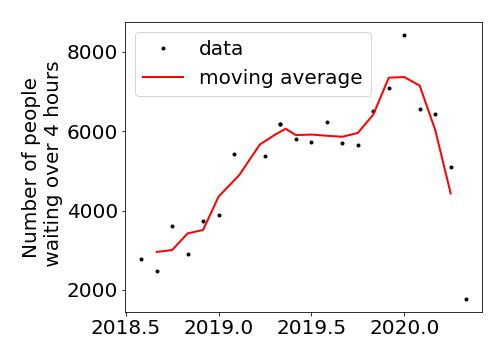 data
moving average
8000
6000
4000
2000
Number of people
waiting over 4 hours
2018.5 2019.0 2019.5 2020.0